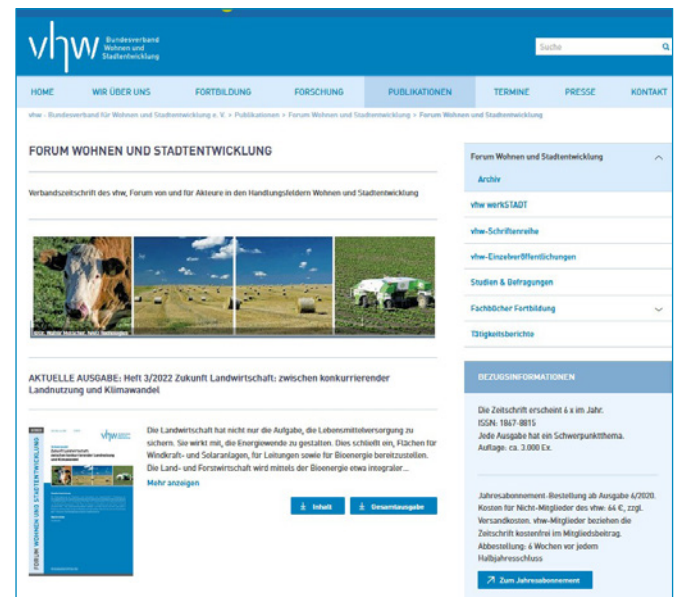 vhw Bundesverband
Wohnen und
Stadtentwicklung
Suche
HOME WIR ÜBER UNS FORTBILDUNG FORSCHUNG PUBLIKATIONEN TERMINE PRESSE KONTAKT
vhw - Bundesverband für Wohnen und Stadtentwicklung e. V. > Publikationen > Forum Wohnen und Stadtentwicklung > Forum Wohnen und Stadtentwicklung
FORUM WOHNEN UND STADTENTWICKLUNG
Verbandszeitschrift des vhw, Forum von und für Akteure in den Handlungsfeldern Wohnen und Stadtentwicklung
AKTUELLE AUSGABE: Heft 3/2022 Zukunft Landwirtschaft: zwischen konkurrierender
Landnutzung und Klimawandel
vhw
FORUM WOHNEN UND STADTENTWICKLUNG
Zukunft Landwirtschaft:
Die Landwirtschaft hat nicht nur die Aufgabe, die Lebensmittelversorgung zu
sichern. Sie wirkt mit, die Energiewende zu gestalten. Dies schließt ein, Flächen für
Windkraft- und Solaranlagen, für Leitungen sowie für Bioenergie bereitzustellen.
Die Land- und Forstwirtschaft wird mittels der Bioenergie etwa integraler...
Mehr anzeigen
Inhalt Gesamtausgabe
Forum Wohnen und Stadtentwicklung
Archiv
vhw werkSTADT
vhw-Schriftenreihe
vhw-Einzelveröffentlichungen
Studien & Befragungen
Fachbücher Fortbildung
Tätigkeitsberichte
BEZUGSINFORMATIONEN
Die Zeitschrift erscheint 6 x im Jahr.
ISSN: 1867-8815
Jede Ausgabe hat ein Schwerpunktthema.
Auflage: ca. 3.000 Ex.
Jahresabonnement-Bestellung ab Ausgabe 6/2020.
Kosten für Nicht-Mitglieder des vhw: 64 €, zzgl.
Versandkosten. vhw-Mitglieder beziehen die
Zeitschrift kostenfrei im Mitgliedsbeitrag.
Abbestellung: 6 Wochen vor jedem
Halbjahresschluss
Zum Jahresabonnement